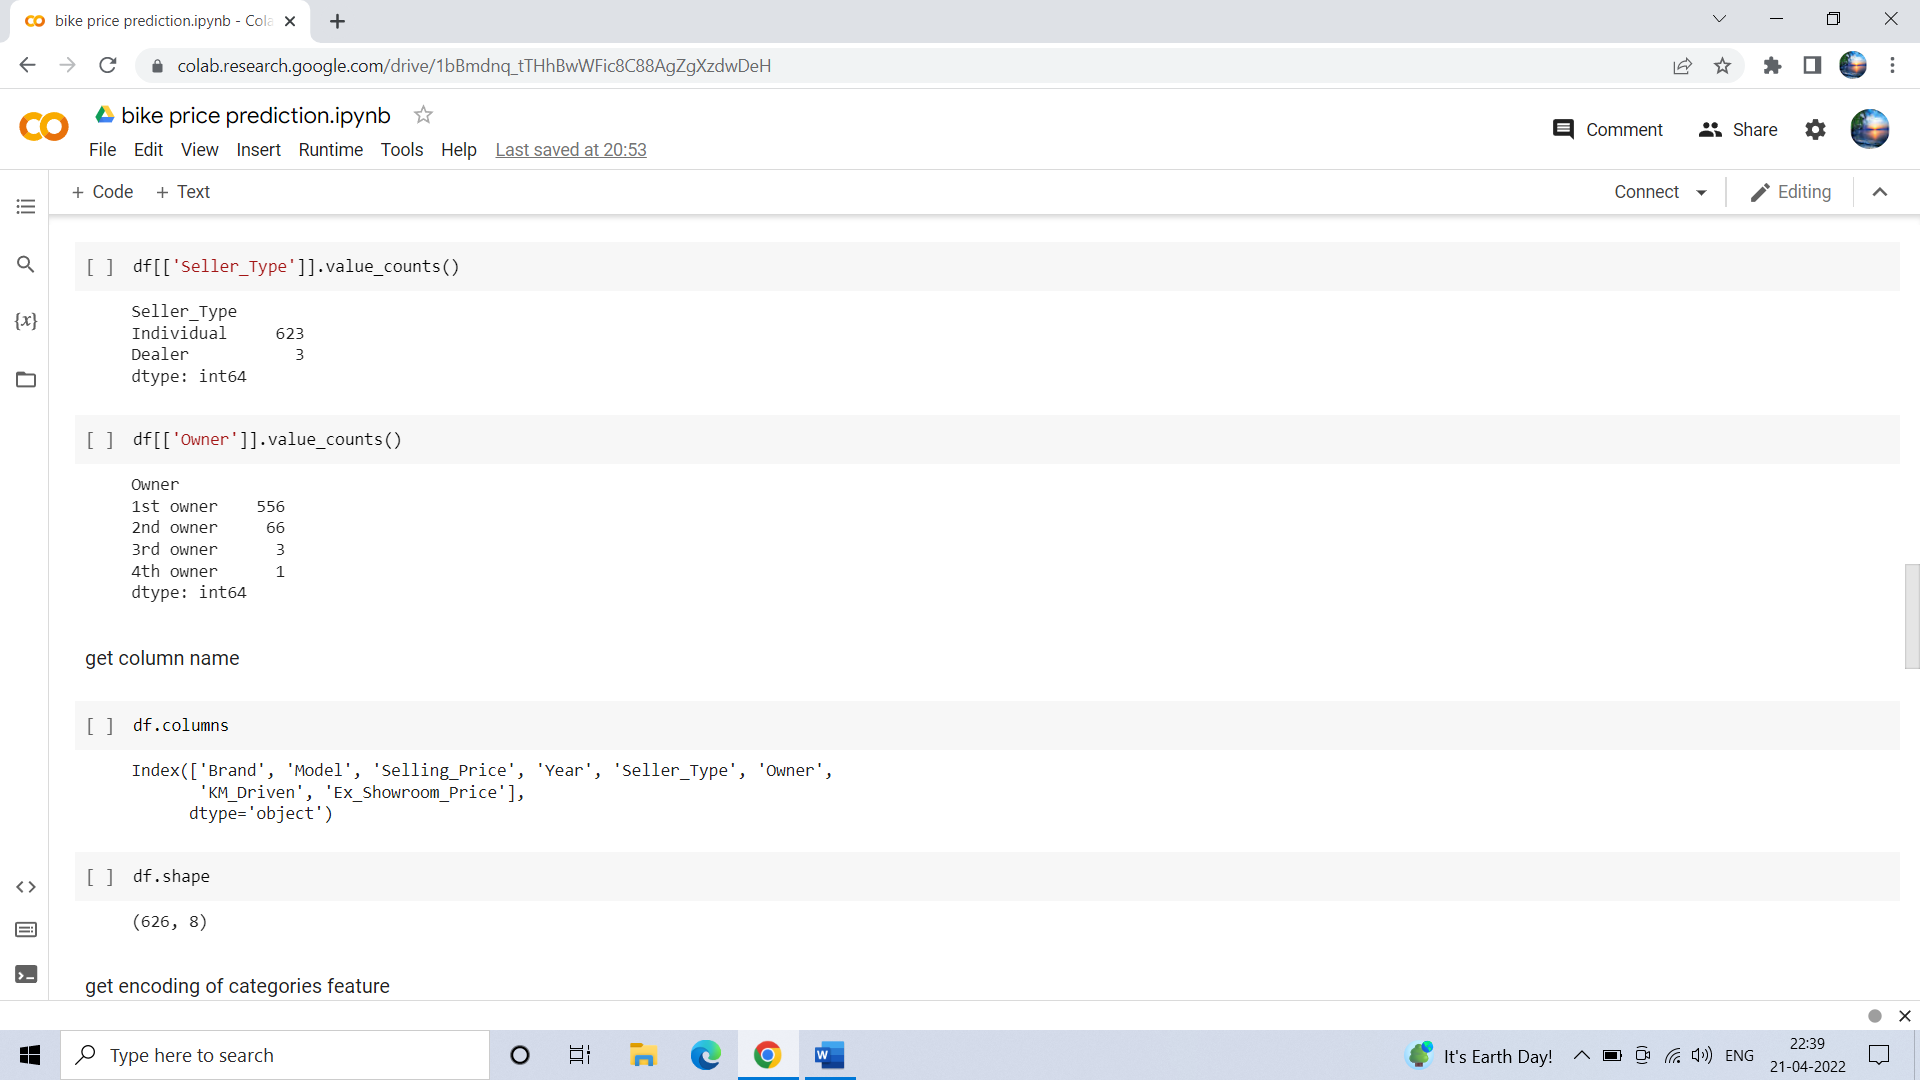 bike price prediction.ipynb - Cola
colab.research.google.com/drive/1bBmdnq_tTHhBwWFic8C88AgZgXzdwDeH
bike price prediction.ipynb
Comment Share
File Edit View Insert Runtime Tools Help Last saved at 20:53
+ Code + Text Connect Editing
[ ] df[['Seller_Type']].value_counts()
Seller_Type
Individual 623
Dealer 3
dtype: int64
{x}
[ ] df[['Owner']].value_counts()
Owner
1st owner 556
2nd owner 66
3rd owner 3
4th owner 1
dtype: int64
get column name
[ ] df.columns
Index(['Brand', 'Model', 'Selling_Price', 'Year', 'Seller_Type', 'Owner',
'KM_Driven', 'Ex_Showroom_Price'],
dtype='object')
[ ] df.shape
(626, 8)
get encoding of categories feature
Type here to search
It's Earth Day!
ENG
22:39
21-04-2022